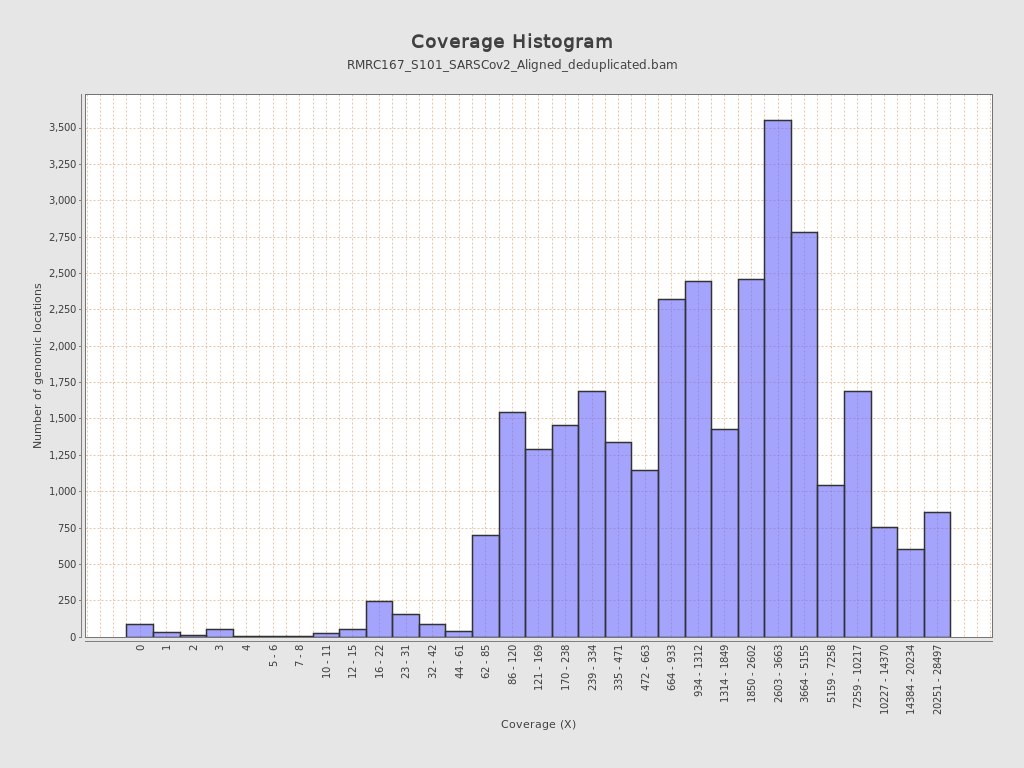 Coverage Histogram
RMRC167_S101_SARSCov2_Aligned_deduplicated.bam
Number of genomic locations
3,500
3,250
3,000
2,750
2,500
2,250
2,000
1,750
1,500
1,250
1,000
750
500
250
0
0
1
2
3
4
5 - 6
7 - 8
10 - 11
12 - 15
16 - 22
23 - 31
32 - 42
44 - 61
62 - 85
86 - 120
121 - 169
170 - 238
239 - 334
335 - 471
472 - 663
664 - 933
934 - 1312
1314 - 1849
1850 - 2602
2603 - 3663
3664 - 5155
5159 - 7258
7259 - 10217
10227 - 14370
14384 - 20234
20251 - 28497
Coverage (X)